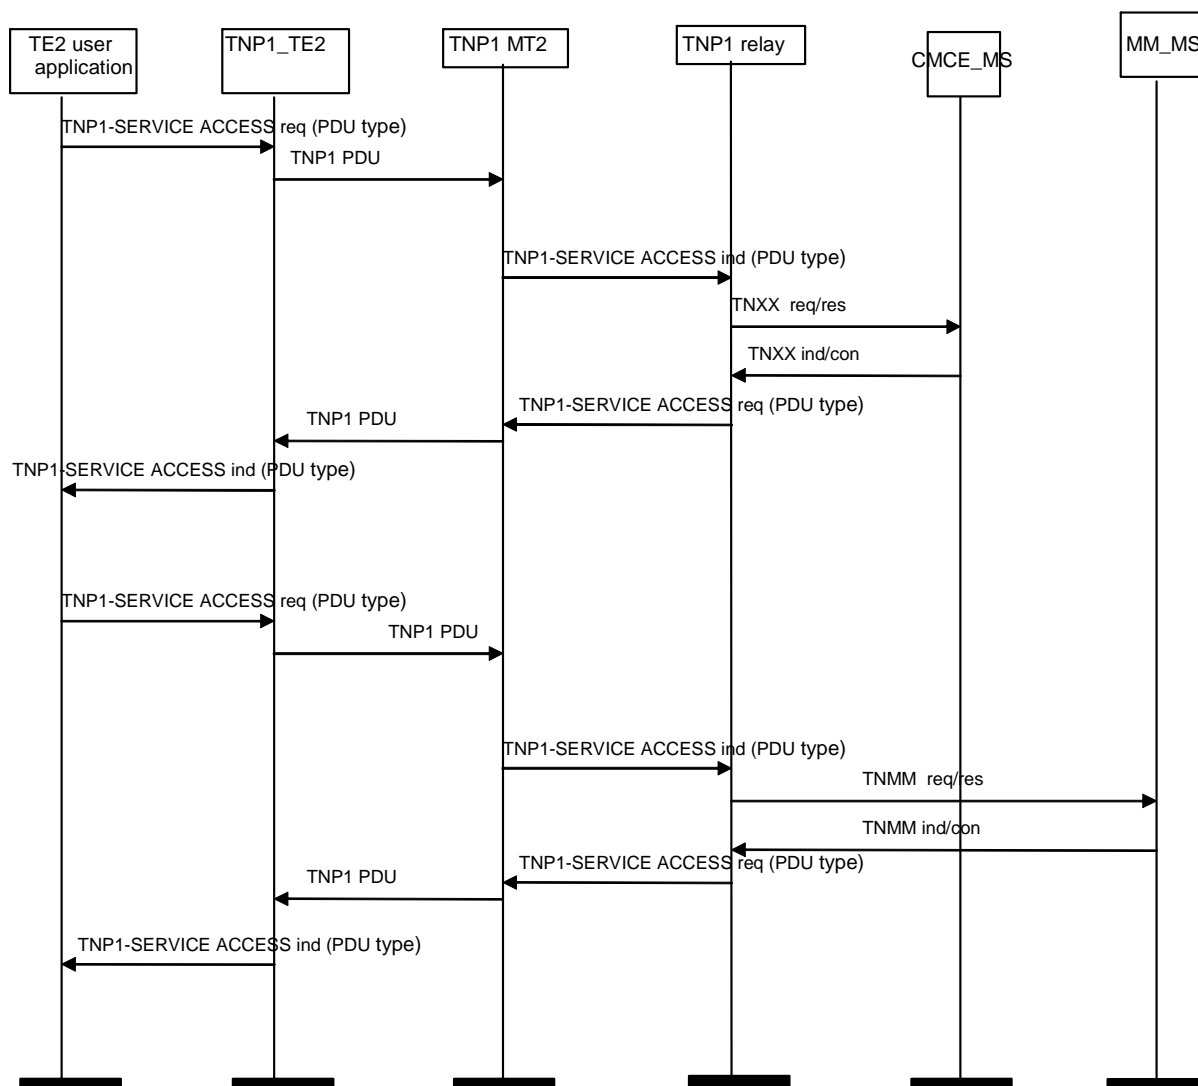 TE2 user
application
TNP1_TE2
TNP1 MT2
TNP1 relay
CMCE_MS
MM_MS
TNP1-SERVICE ACCESS req (PDU type)
TNP1 PDU
TNP1-SERVICE ACCESS ind (PDU type)
TNXX req/res
TNXX ind/con
TNP1-SERVICE ACCESS req (PDU type)
TNP1 PDU
TNP1-SERVICE ACCESS ind (PDU type)
TNP1-SERVICE ACCESS req (PDU type)
TNP1 PDU
TNP1-SERVICE ACCESS ind (PDU type)
TNMM req/res
TNMM ind/con
TNP1-SERVICE ACCESS req (PDU type)
TNP1 PDU
TNP1-SERVICE ACCESS ind (PDU type)